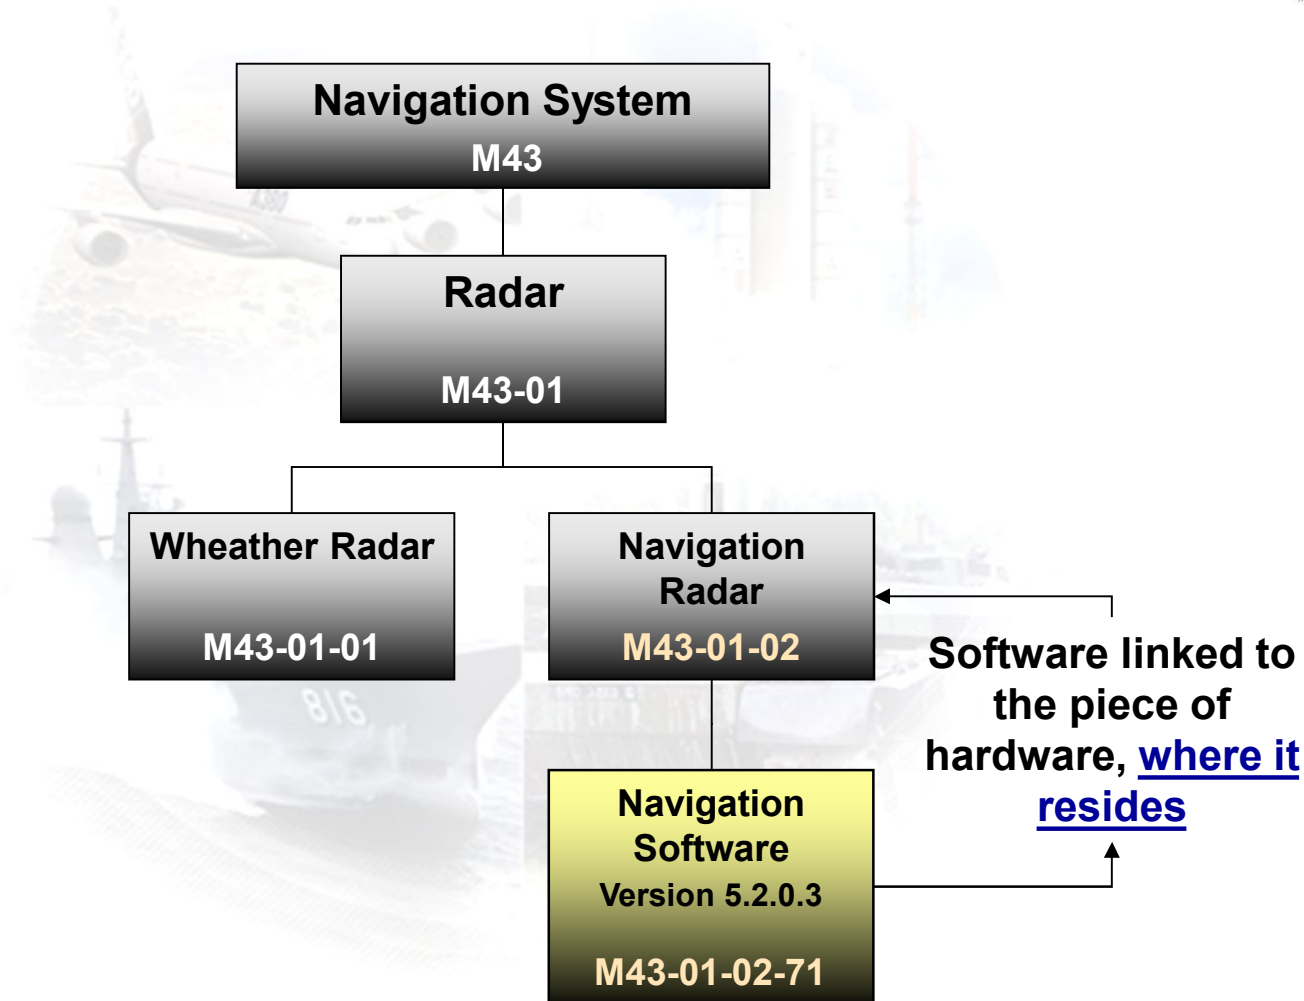 Navigation System
M43
Radar
M43-01
Wheather Radar
M43-01-01
Navigation
Radar
M43-01-02
Software linked to
the piece of
hardware, where it
resides
Navigation
Software
Version 5.2.0.3
M43-01-02-71
816